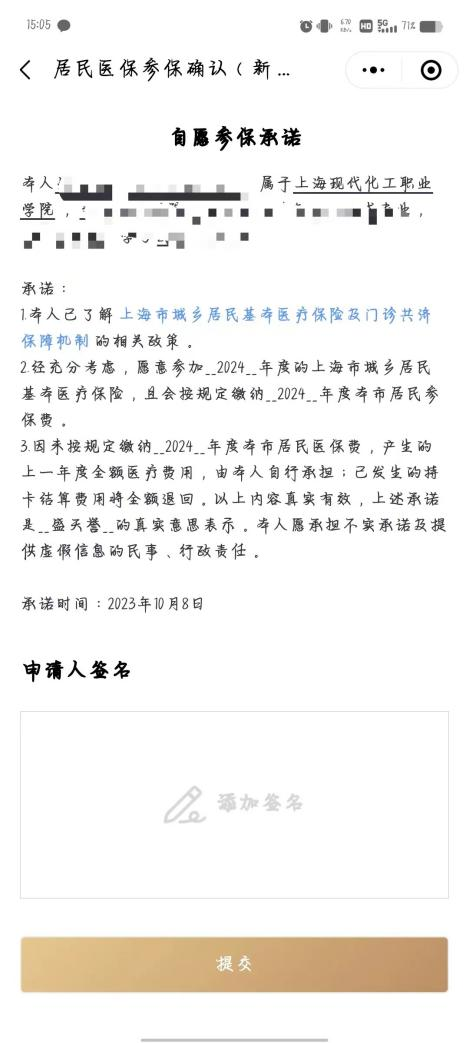 15:05
6.70
KB/s
HD
5G
71%
居民医保参保确认（新...
自愿参保承诺
本人 属于上海现代化工职业
学院，
承诺：
1.本人已了解 上海市城乡居民基本医疗保险及门诊共济
保障机制 的相关政策。
2.经充分考虑，愿意参加__2024__年度的上海市城乡居民
基本医疗保险，且会按规定缴纳__2024__年度本市居民参
保费。
3.因未按规定缴纳__2024__年度本市居民医保费，产生的
上一年度全额医疗费用，由本人自行承担；已发生的持
卡结算费用将全额退回。以上内容真实有效，上述承诺
是__盛天誉__的真实意思表示。本人愿承担不实承诺及提
供虚假信息的民事、行政责任。
承诺时间：2023年10月8日
申请人签名
添加签名
提交